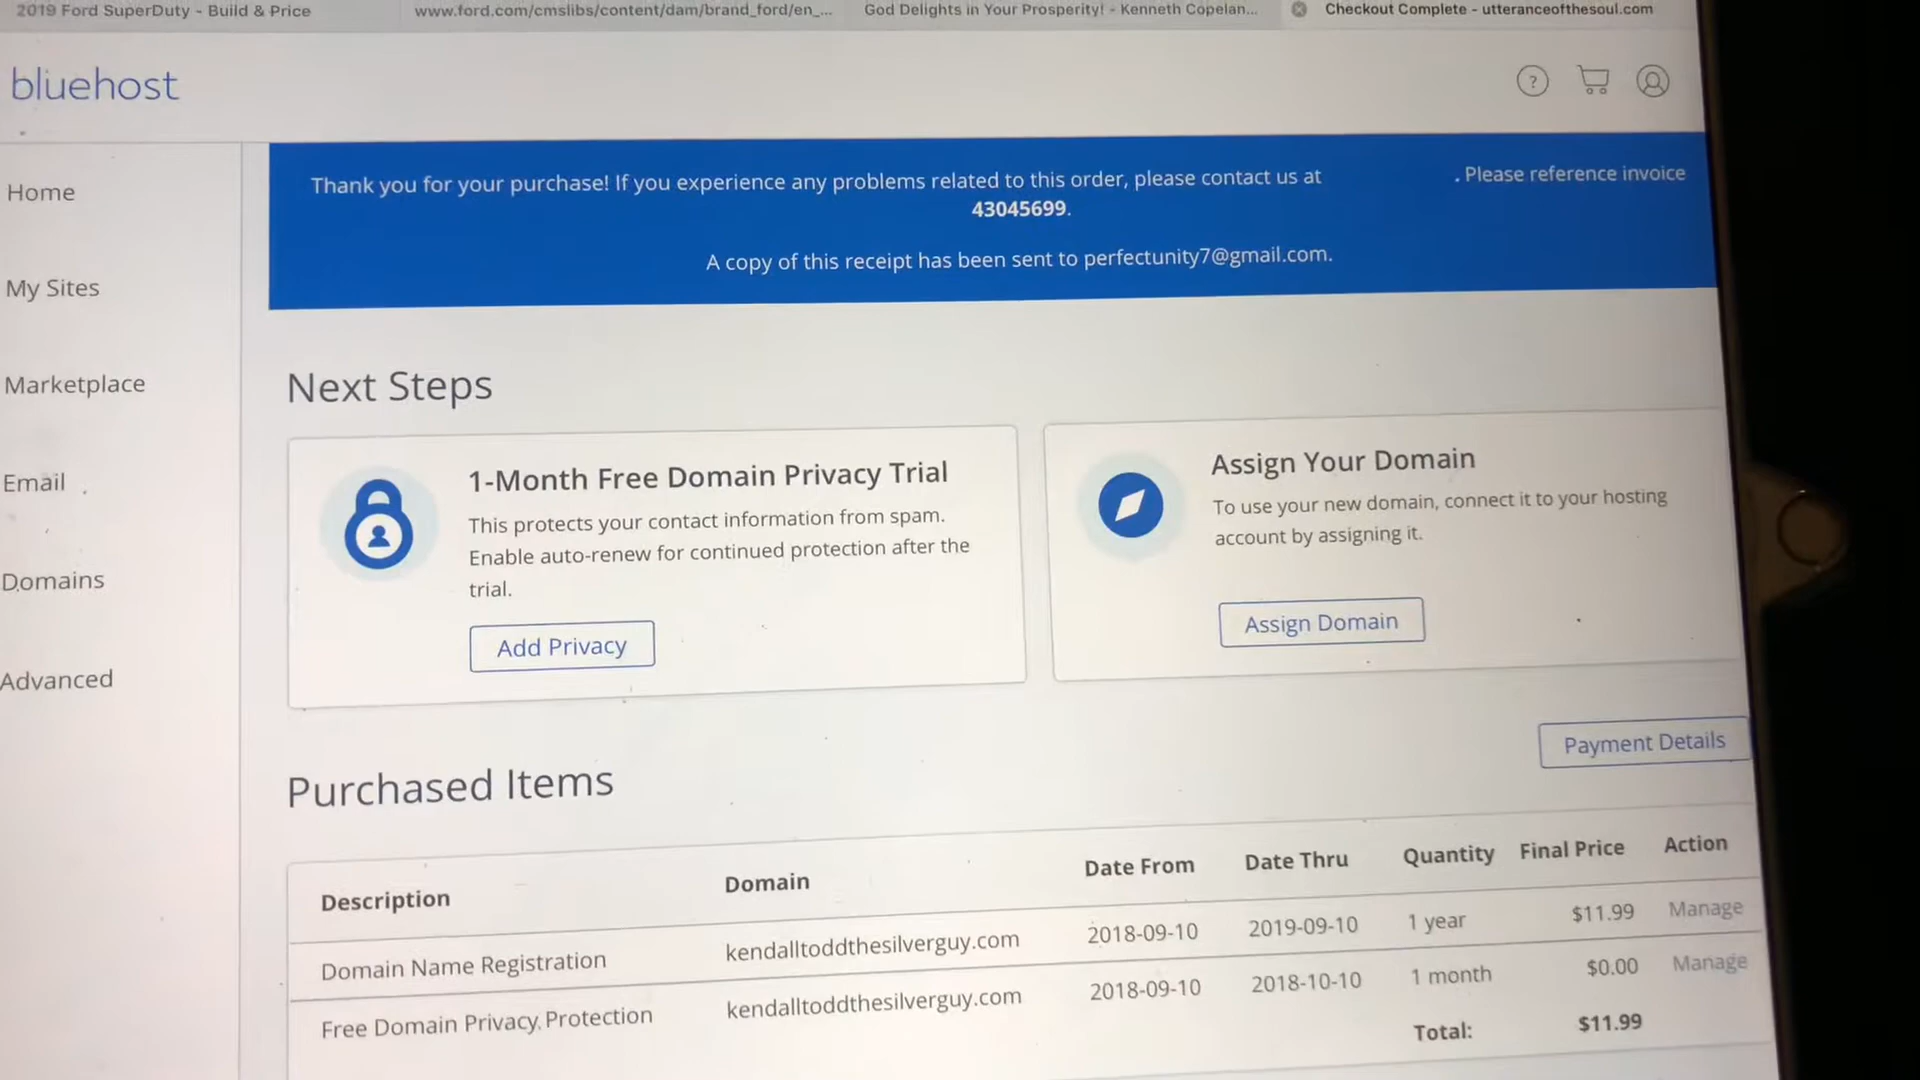 2019 Ford SuperDuty - Build & Price
www.ford.com/cmslibs/content/dam/brand_ford/en_...
God Delights in Your Prosperity! - Kenneth Copelan...
Checkout Complete - utteranceofthesoul.com
bluehost
?
Home
My Sites
Marketplace
Email
Domains
Advanced
Thank you for your purchase! If you experience any problems related to this order, please contact us at . Please reference invoice
43045699.
A copy of this receipt has been sent to perfectunity7@gmail.com.
Next Steps
1-Month Free Domain Privacy Trial
This protects your contact information from spam.
Enable auto-renew for continued protection after the
trial.
Add Privacy
Assign Your Domain
To use your new domain, connect it to your hosting
account by assigning it.
Assign Domain
Payment Details
Purchased Items
Description Domain Date From Date Thru Quantity Final Price Action
Domain Name Registration kendalltoddthesilverguy.com 2018-09-10 2019-09-10 1 year $11.99 Manage
Free Domain Privacy Protection kendalltoddthesilverguy.com 2018-09-10 2018-10-10 1 month $0.00 Manage
Total: $11.99